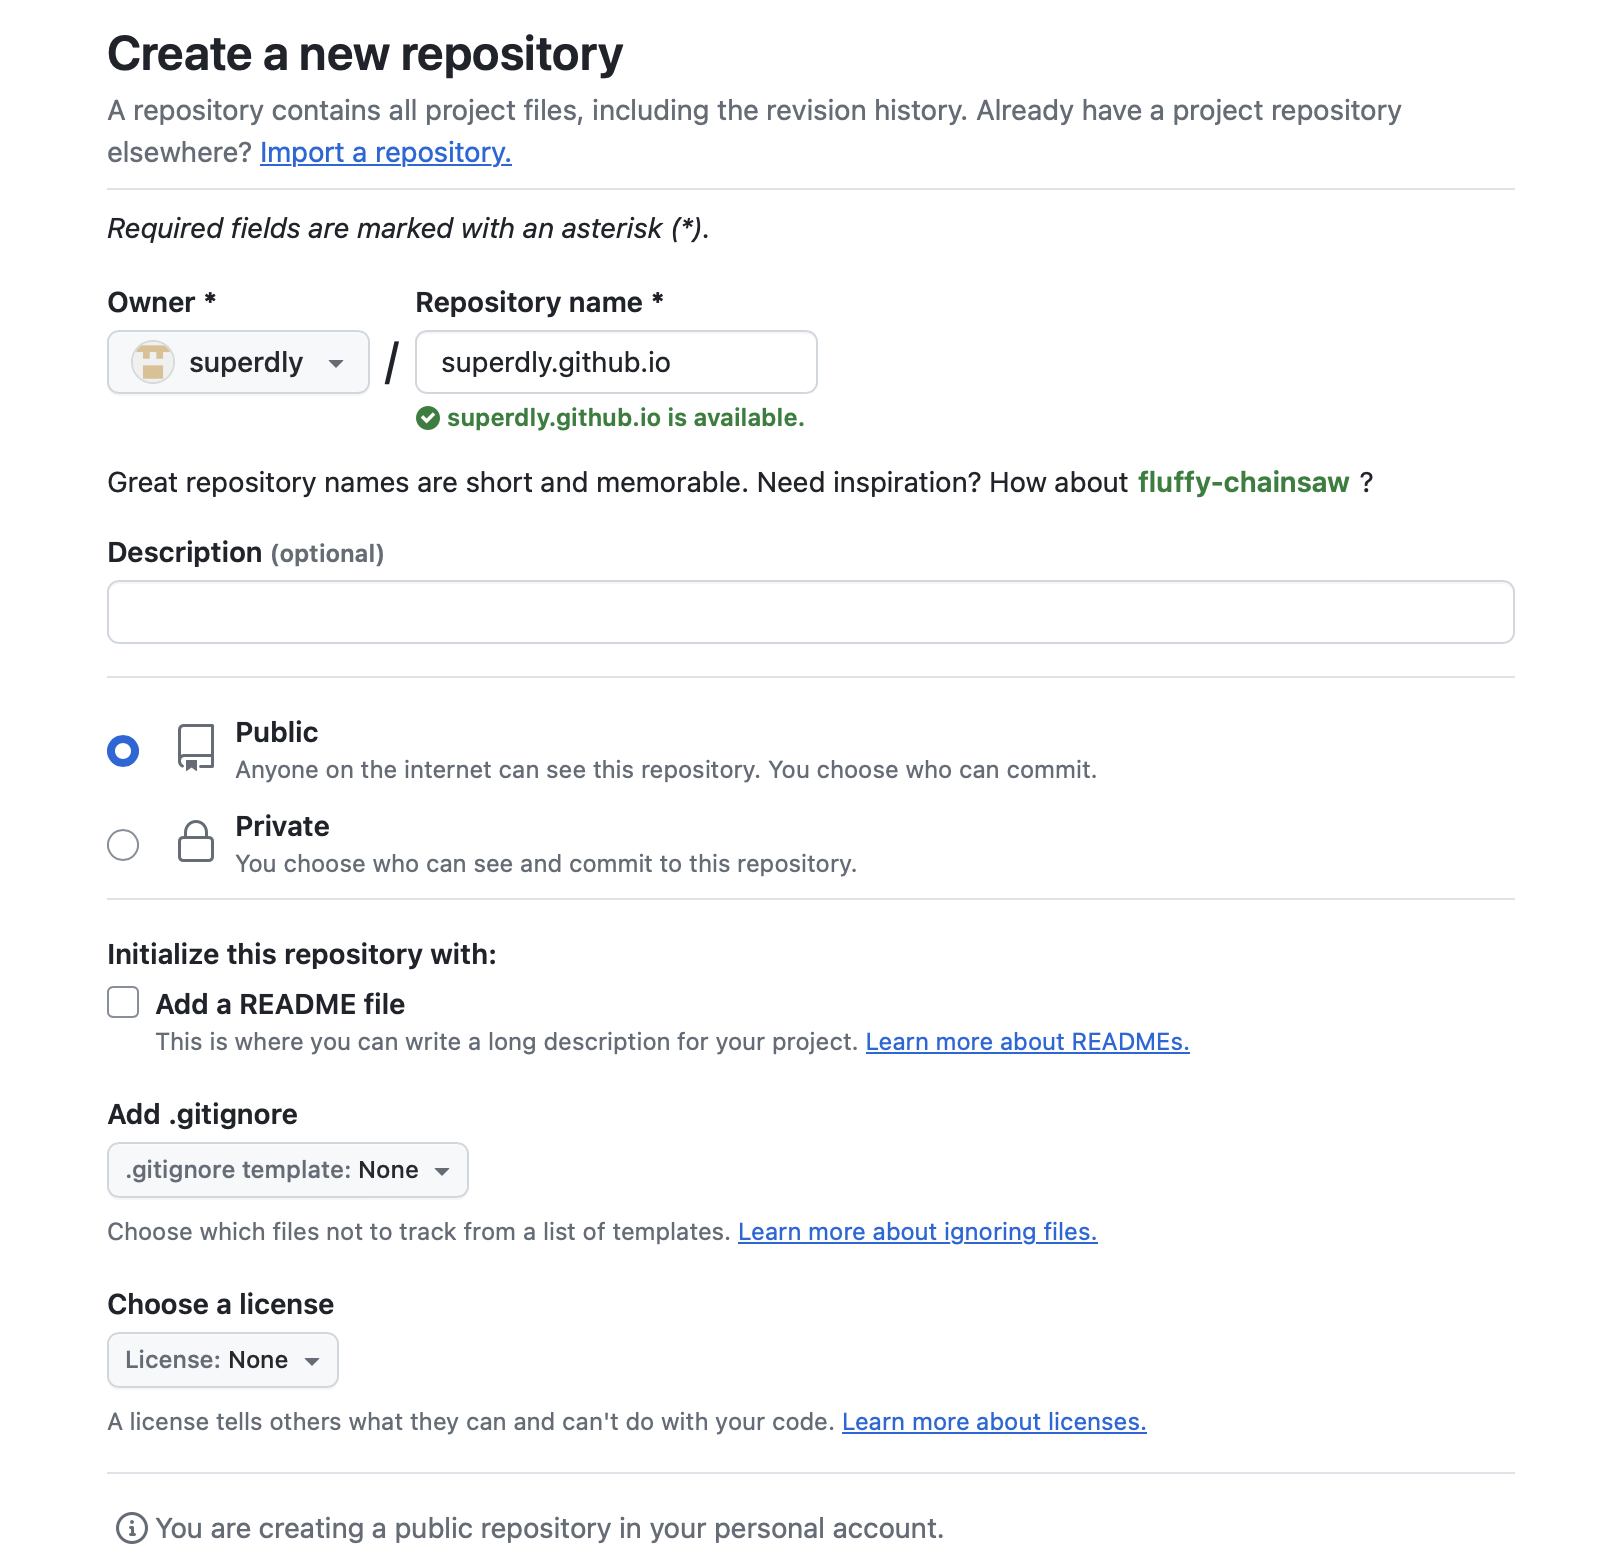 Create a new repository
A repository contains all project files, including the revision history. Already have a project repository
elsewhere? Import a repository.
Required fields are marked with an asterisk (*).
Owner * Repository name *
superdly / superdly.github.io
superdly.github.io is available.
Great repository names are short and memorable. Need inspiration? How about fluffy-chainsaw ?
Description (optional)
Public
Anyone on the internet can see this repository. You choose who can commit.
Private
You choose who can see and commit to this repository.
Initialize this repository with:
Add a README file
This is where you can write a long description for your project. Learn more about READMEs.
Add .gitignore
.gitignore template: None
Choose which files not to track from a list of templates. Learn more about ignoring files.
Choose a license
License: None
A license tells others what they can and can't do with your code. Learn more about licenses.
You are creating a public repository in your personal account.